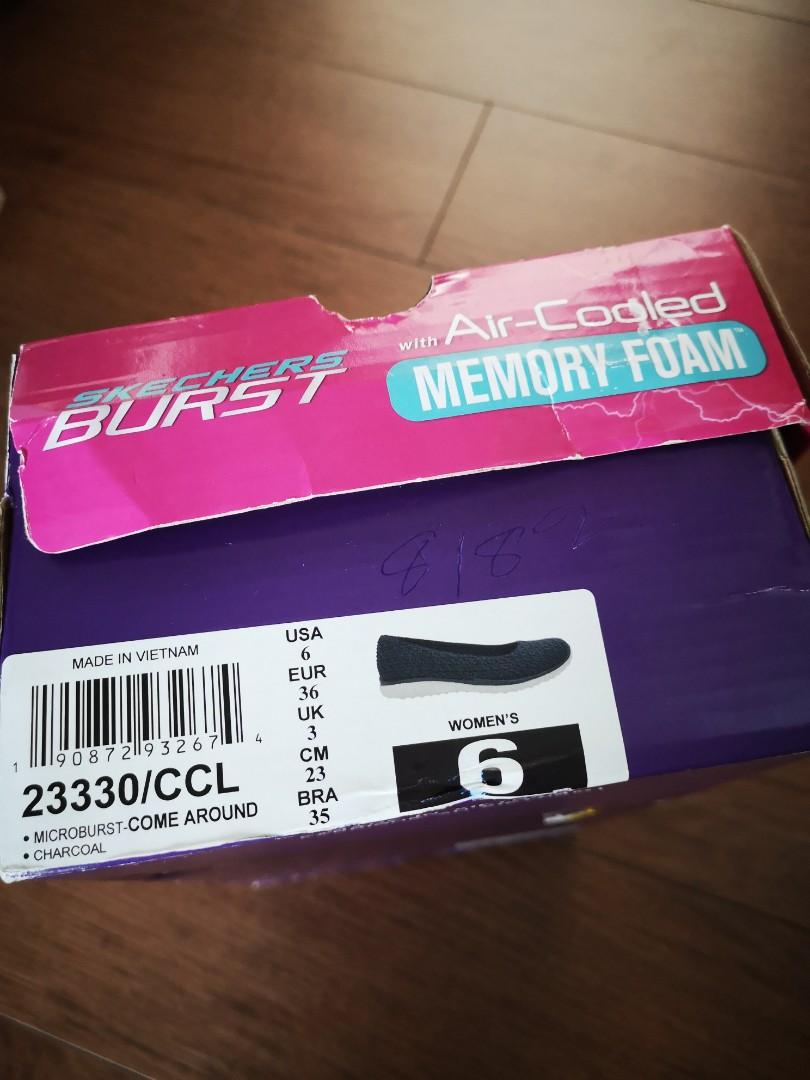 SKECHERS
BURST
with Air-Cooled
MEMORY FOAM™
MADE IN VIETNAM
1 90872 93267 4
23330/CCL
• MICROBURST-COME AROUND
• CHARCOAL
USA
6
EUR
36
UK
3
CM
23
BRA
35
WOMEN'S
6